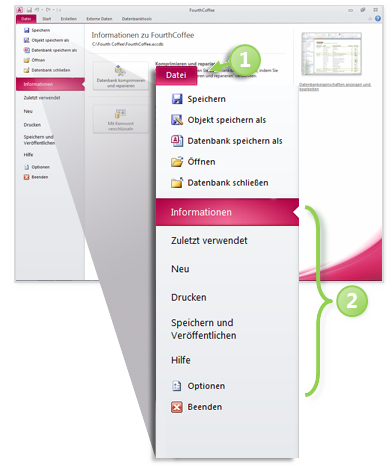 FourthCoffee
Datei Start Erstellen Externe Daten Datenbanktools
Speichern
Objekt speichern als
Datenbank speichern als
Öffnen
Datenbank schließen
Informationen
Zuletzt verwendet
Neu
Drucken
Speichern und
Veröffentlichen
Hilfe
Optionen
Beenden
Informationen zu FourthCoffee
C:\Fourth Coffee\FourthCoffee.accdb
Datenbank komprimieren
und reparieren
Komprimieren und reparieren
Mit Kennwort
verschlüsseln
Datenbankeigenschaften anzeigen und
bearbeiten
1
Datei
Speichern
Objekt speichern als
Datenbank speichern als
Öffnen
Datenbank schließen
Informationen
Zuletzt verwendet
Neu
Drucken
Speichern und
Veröffentlichen
Hilfe
Optionen
Beenden
2